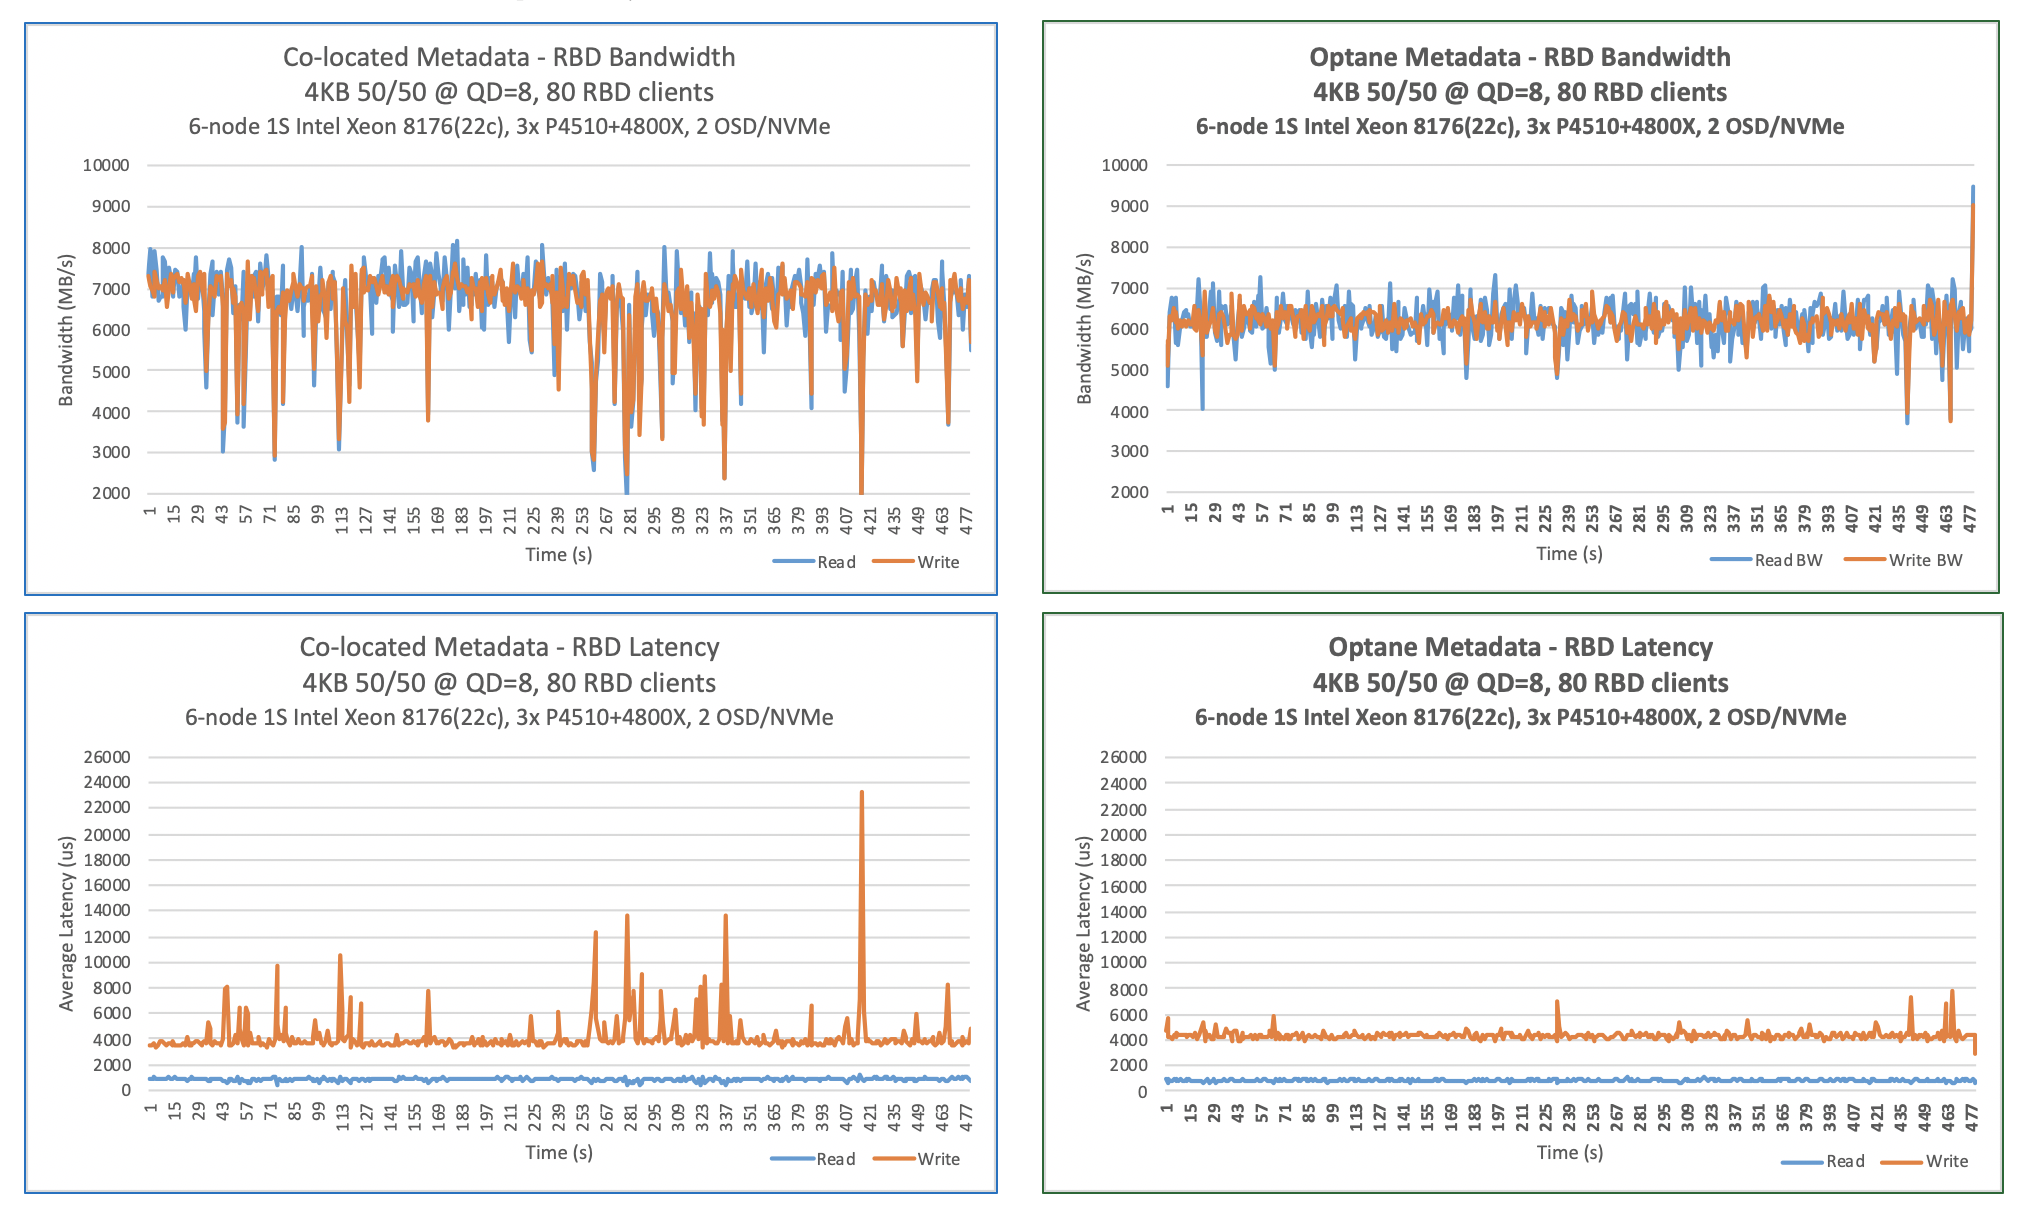 Co-located Metadata - RBD Bandwidth
4KB 50/50 @ QD=8, 80 RBD clients
6-node 1S Intel Xeon 8176(22c), 3x P4510+4800X, 2 OSD/NVMe
Bandwidth (MB/s)
10000
9000
8000
7000
6000
5000
4000
3000
2000
1 15 29 43 57 71 85 99 113 127 141 155 169 183 197 211 225 239 253 267 281 295 309 323 337 351 365 379 393 407 421 435 449 463 477
Time (s)
Read Write
Optane Metadata - RBD Bandwidth
4KB 50/50 @ QD=8, 80 RBD clients
6-node 1S Intel Xeon 8176(22c), 3x P4510+4800X, 2 OSD/NVMe
Bandwidth (MB/s)
10000
9000
8000
7000
6000
5000
4000
3000
2000
1 15 29 43 57 71 85 99 113 127 141 155 169 183 197 211 225 239 253 267 281 295 309 323 337 351 365 379 393 407 421 435 449 463 477
Time (s)
Read BW Write BW
Co-located Metadata - RBD Latency
4KB 50/50 @ QD=8, 80 RBD clients
6-node 1S Intel Xeon 8176(22c), 3x P4510+4800X, 2 OSD/NVMe
Average Latency (us)
26000
24000
22000
20000
18000
16000
14000
12000
10000
8000
6000
4000
2000
0
1 15 29 43 57 71 85 99 113 127 141 155 169 183 197 211 225 239 253 267 281 295 309 323 337 351 365 379 393 407 421 435 449 463 477
Time (s)
Read Write
Optane Metadata - RBD Latency
4KB 50/50 @ QD=8, 80 RBD clients
6-node 1S Intel Xeon 8176(22c), 3x P4510+4800X, 2 OSD/NVMe
Average Latency (us)
26000
24000
22000
20000
18000
16000
14000
12000
10000
8000
6000
4000
2000
0
1 15 29 43 57 71 85 99 113 127 141 155 169 183 197 211 225 239 253 267 281 295 309 323 337 351 365 379 393 407 421 435 449 463 477
Time (s)
Read Write